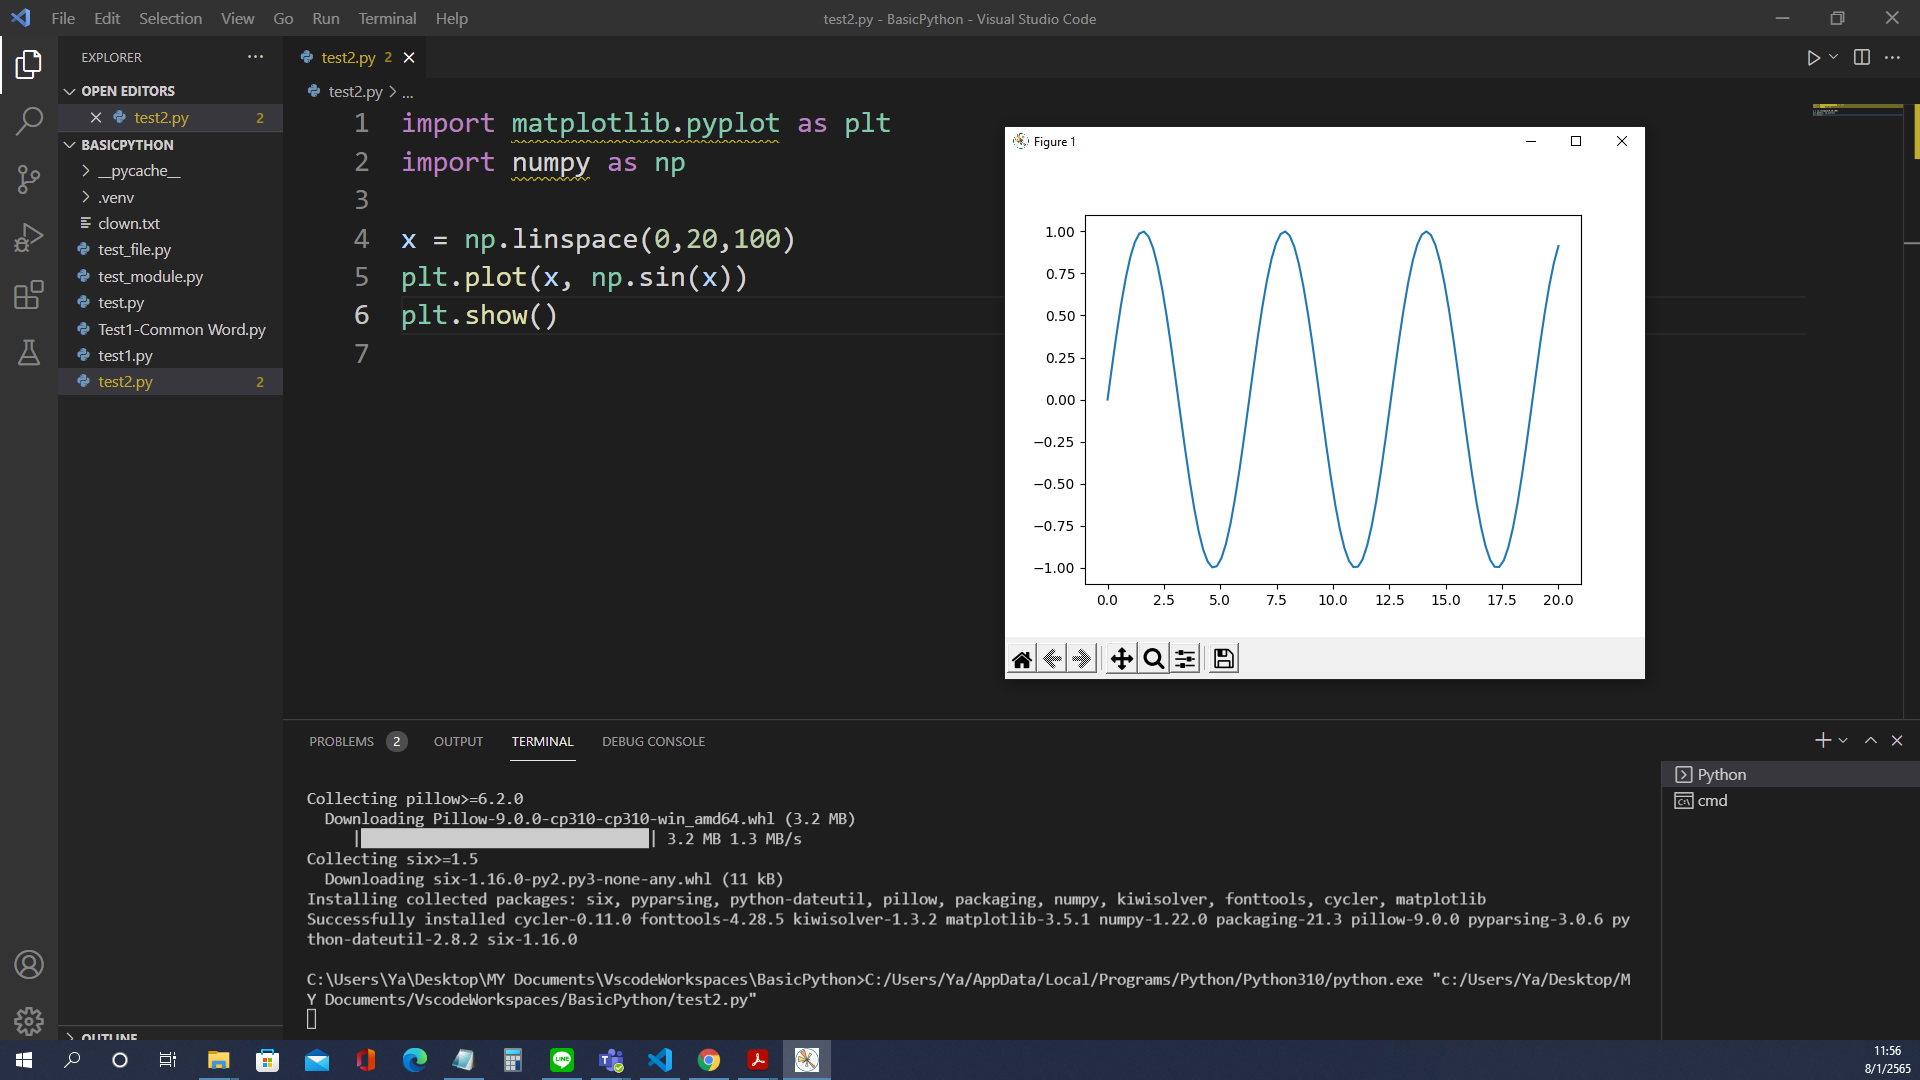 File Edit Selection View Go Run Terminal Help
test2.py - BasicPython - Visual Studio Code
EXPLORER
OPEN EDITORS
test2.py 2
BASICPYTHON
__pycache__
.venv
clown.txt
test_file.py
test_module.py
test.py
Test1-Common Word.py
test1.py
test2.py 2
OUTLINE
test2.py 2
test2.py > ...
1 import matplotlib.pyplot as plt
2 import numpy as np
3
4 x = np.linspace(0,20,100)
5 plt.plot(x, np.sin(x))
6 plt.show()
7
Figure 1
1.00
0.75
0.50
0.25
0.00
−0.25
−0.50
−0.75
−1.00
0.0 2.5 5.0 7.5 10.0 12.5 15.0 17.5 20.0
PROBLEMS 2 OUTPUT TERMINAL DEBUG CONSOLE
Collecting pillow>=6.2.0
Downloading Pillow-9.0.0-cp310-cp310-win_amd64.whl (3.2 MB)
| | 3.2 MB 1.3 MB/s
Collecting six>=1.5
Downloading six-1.16.0-py2.py3-none-any.whl (11 kB)
Installing collected packages: six, pyparsing, python-dateutil, pillow, packaging, numpy, kiwisolver, fonttools, cycler, matplotlib
Successfully installed cycler-0.11.0 fonttools-4.28.5 kiwisolver-1.3.2 matplotlib-3.5.1 numpy-1.22.0 packaging-21.3 pillow-9.0.0 pyparsing-3.0.6 py
thon-dateutil-2.8.2 six-1.16.0
C:\Users\Ya\Desktop\MY Documents\VscodeWorkspaces\BasicPython>C:/Users/Ya/AppData/Local/Programs/Python/Python310/python.exe "c:/Users/Ya/Desktop/M
Y Documents/VscodeWorkspaces/BasicPython/test2.py"
Python
cmd
11:56
8/1/2565